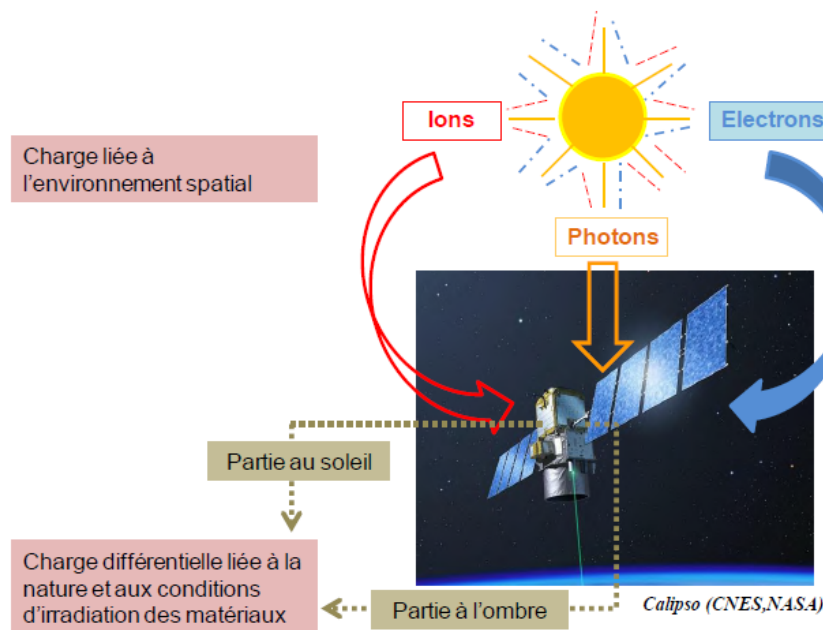 Ions
Electrons
Charge liée à
l'environnement spatial
Photons
Partie au soleil
Charge différentielle liée à la
nature et aux conditions
d'irradiation des matériaux
Partie à l'ombre
Calipso (CNES,NASA)